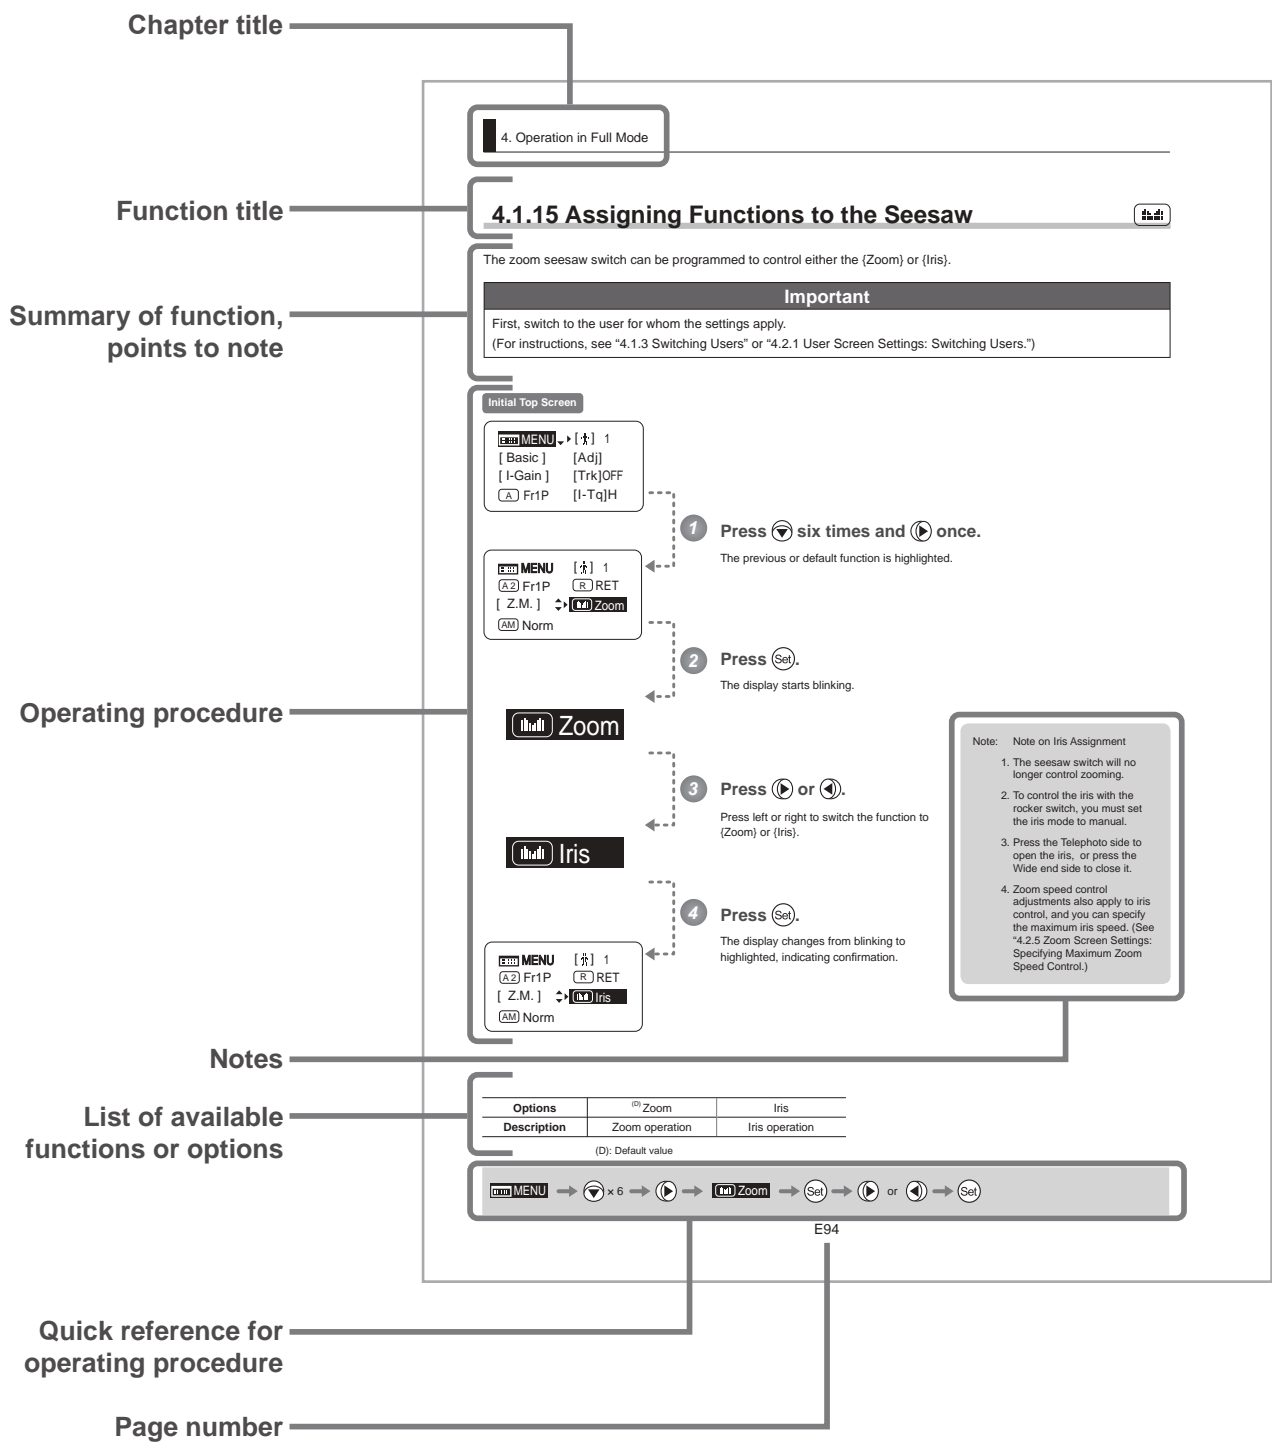 Chapter title
4. Operation in Full Mode
Function title
4.1.15 Assigning Functions to the Seesaw
The zoom seesaw switch can be programmed to control either the {Zoom} or {Iris}.
Summary of function,
points to note
Important
First, switch to the user for whom the settings apply.
(For instructions, see “4.1.3 Switching Users” or “4.2.1 User Screen Settings: Switching Users.”)
Operating procedure
Initial Top Screen
MENU [ ] 1
[ Basic ] [Adj]
[ I-Gain ] [Trk]OFF
A Fr1P [I-Tq]H
1 Press six times and once.
The previous or default function is highlighted.
MENU [ ] 1
A2 Fr1P R RET
[ Z.M. ] Zoom
AM Norm
2 Press Set.
The display starts blinking.
Zoom
3 Press or .
Press left or right to switch the function to
{Zoom} or {Iris}.
Iris
4 Press Set.
The display changes from blinking to
highlighted, indicating confirmation.
MENU [ ] 1
A2 Fr1P R RET
[ Z.M. ] Iris
AM Norm
Note: Note on Iris Assignment
1. The seesaw switch will no
longer control zooming.
2. To control the iris with the
rocker switch, you must set
the iris mode to manual.
3. Press the Telephoto side to
open the iris, or press the
Wide end side to close it.
4. Zoom speed control
adjustments also apply to iris
control, and you can specify
the maximum iris speed. (See
“4.2.5 Zoom Screen Settings:
Specifying Maximum Zoom
Speed Control.)
Notes
List of available
functions or options
Options (D) Zoom Iris
Description Zoom operation Iris operation
(D): Default value
MENU × 6 Zoom Set or Set
E94
Quick reference for
operating procedure
Page number